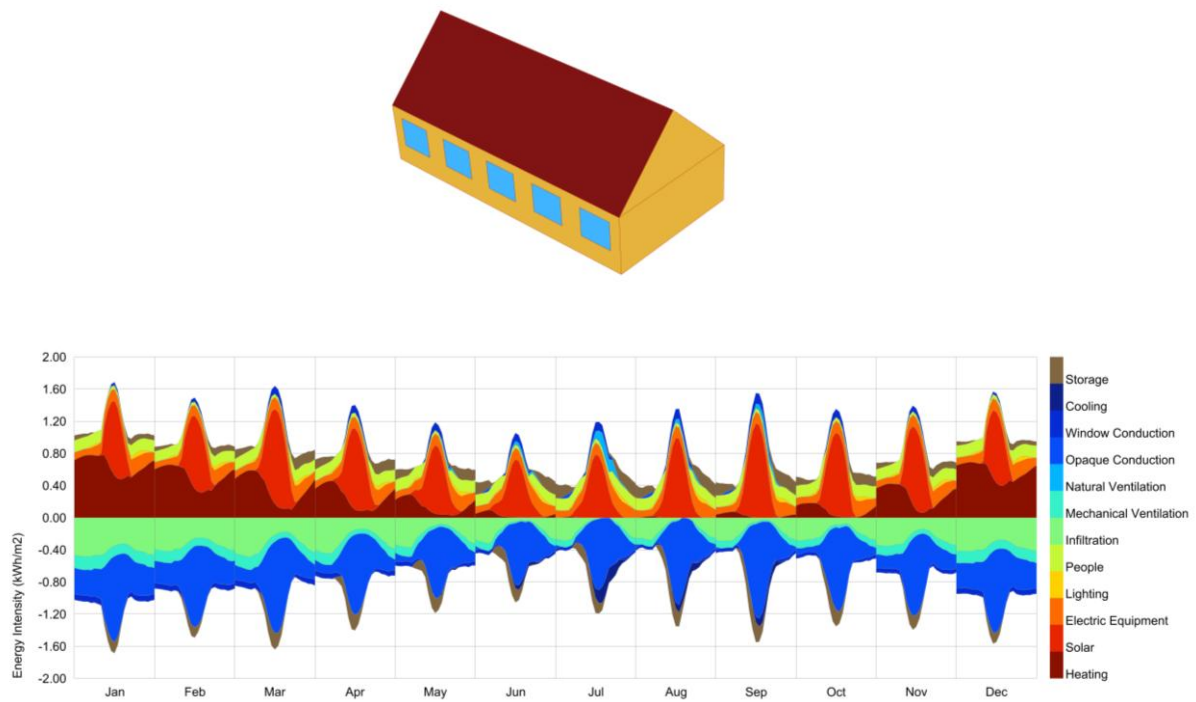 2.00
1.60
1.20
0.80
0.40
0.00
-0.40
-0.80
-1.20
-1.60
-2.00
Energy Intensity (kWh/m2)
Jan Feb Mar Apr May Jun Jul Aug Sep Oct Nov Dec
Storage
Cooling
Window Conduction
Opaque Conduction
Natural Ventilation
Mechanical Ventilation
Infiltration
People
Lighting
Electric Equipment
Solar
Heating